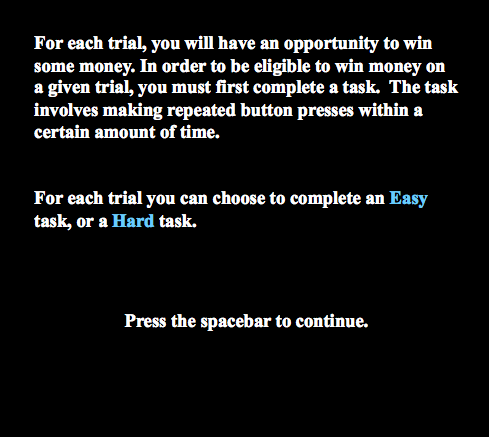 For each trial, you will have an opportunity to win
some money. In order to be eligible to win money on
a given trial, you must first complete a task.  The task
involves making repeated button presses within a
certain amount of time.
For each trial you can choose to complete an Easy
task, or a Hard task.
Press the spacebar to continue.